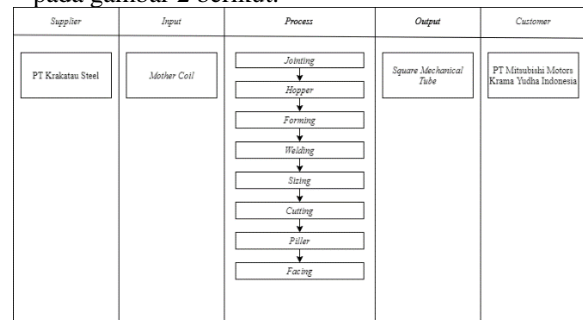 pada gambar 2 berikut.
Supplier
Input
Process
Output
Customer
PT Krakatau Steel
Mother Coil
Jointing
Hopper
Forming
Welding
Sizing
Cutting
Piller
Facing
Square Mechanical
Tube
PT Mitsubishi Motors
Krama Yudha Indonesia